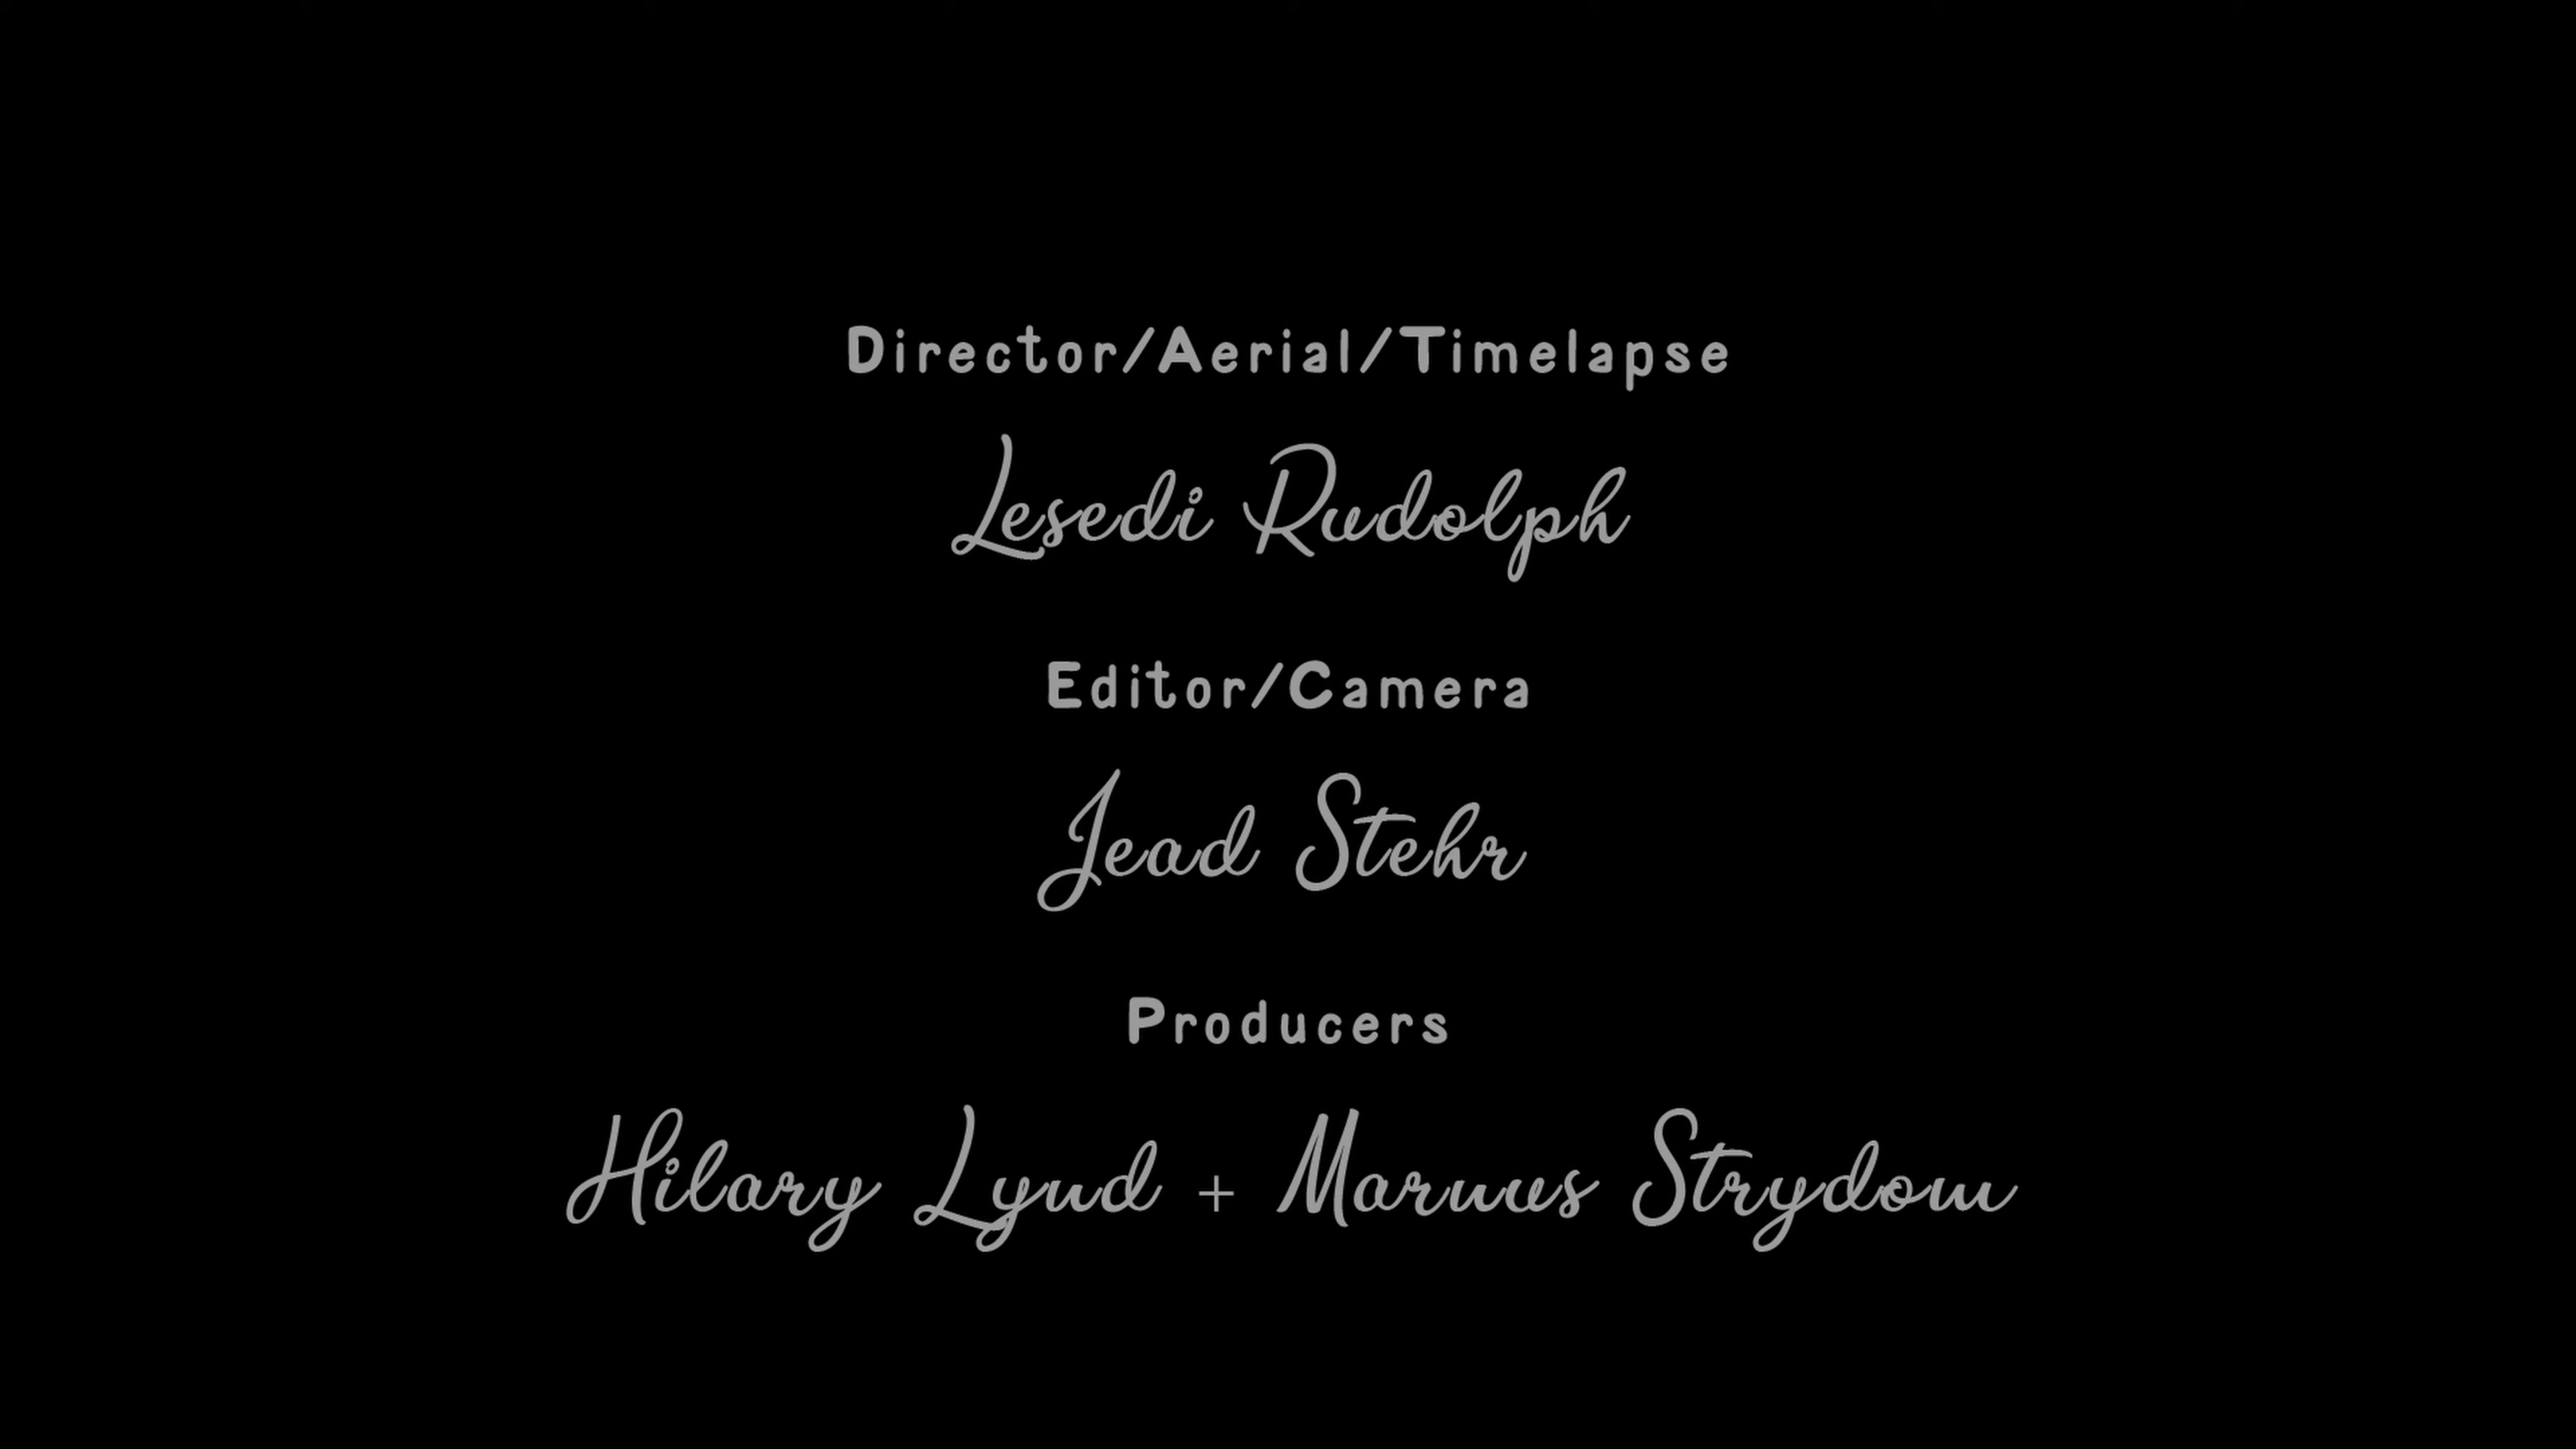 Director/Aerial/Timelapse
Lesedi Rudolph
Editor/Camera
Jead Stehr
Producers
Hilary Lynd + Marnus Strydom